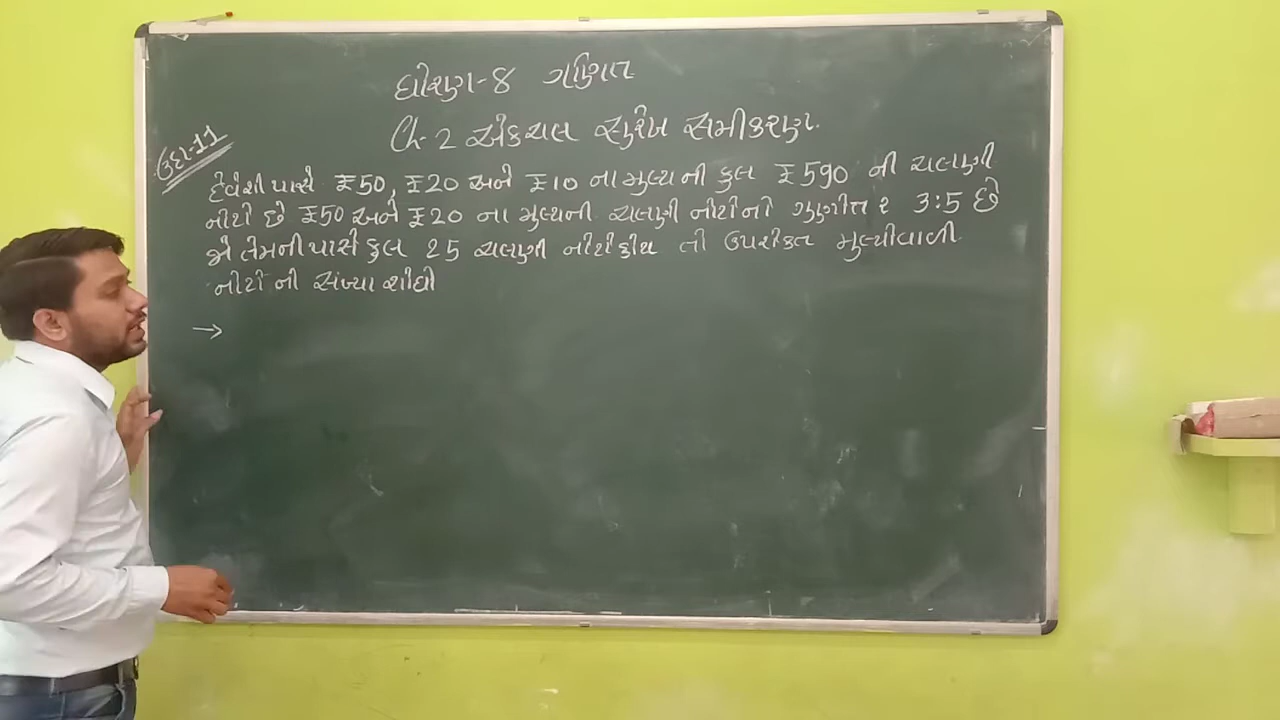 ધોરણ-8 ગણિત
Ch-2 એકચલ સુરેખ સમીકરણ.
ઉદા-11
દેવેશી પાસે ₹50, ₹20 અને ₹10 ના મુલ્ય ની કુલ ₹590 ની ચલણી
નોટો છે ₹50 અને ₹20 ના મુલ્યની ચલણી નોટોનો ગુણોત્તર 3:5 છે
જો તેમની પાસે કુલ 25 ચલણી નોટો હોય તો ઉપરોક્ત મુલ્યોવાળી
નોટો ની સંખ્યા શોધો
→